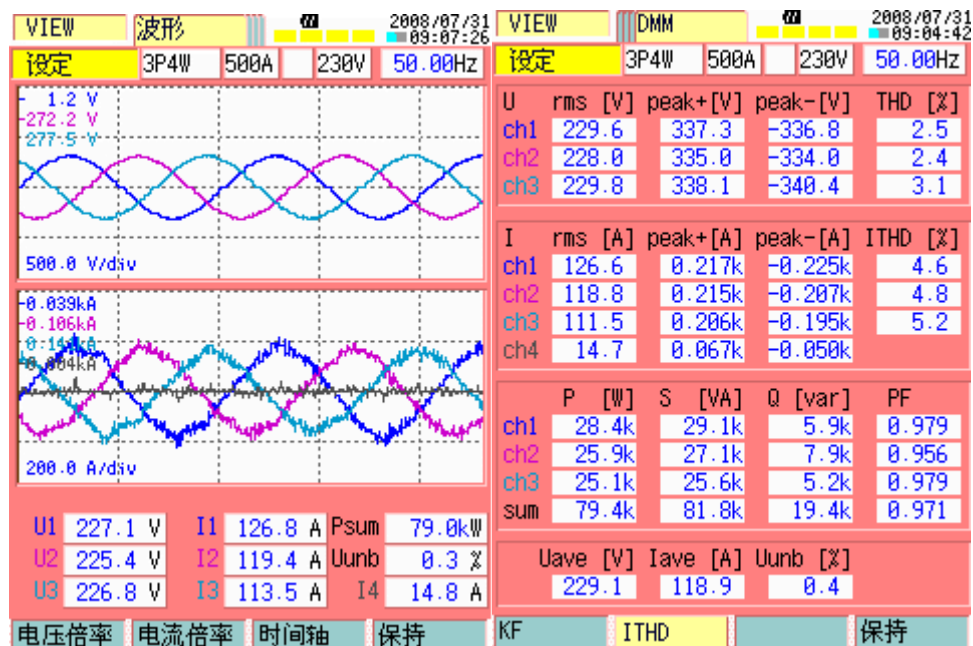 VIEW 波形 2008/07/31
09:07:26
设定 3P4W 500A 230V 50.00Hz
1.2 V
-272.2 V
277.5 V
500.0 V/div
-0.039kA
-0.106kA
200.0 A/div
U1 227.1 V I1 126.8 A Psum 79.0kW
U2 225.4 V I2 119.4 A Uunb 0.3 %
U3 226.8 V I3 113.5 A I4 14.8 A
电压倍率 电流倍率 时间轴 保持
VIEW DMM 2008/07/31
09:04:42
设定 3P4W 500A 230V 50.00Hz
U rms [V] peak+[V] peak-[V] THD [%]
ch1 229.6 337.3 -336.8 2.5
ch2 228.0 335.0 -334.0 2.4
ch3 229.8 338.1 -340.4 3.1
I rms [A] peak+[A] peak-[A] ITHD [%]
ch1 126.6 0.217k -0.225k 4.6
ch2 118.8 0.215k -0.207k 4.8
ch3 111.5 0.206k -0.195k 5.2
ch4 14.7 0.067k -0.050k
P [W] S [VA] Q [var] PF
ch1 28.4k 29.1k 5.9k 0.979
ch2 25.9k 27.1k 7.9k 0.956
ch3 25.1k 25.6k 5.2k 0.979
sum 79.4k 81.8k 19.4k 0.971
Uave [V] Iave [A] Uunb [%]
229.1 118.9 0.4
KF ITHD 保持